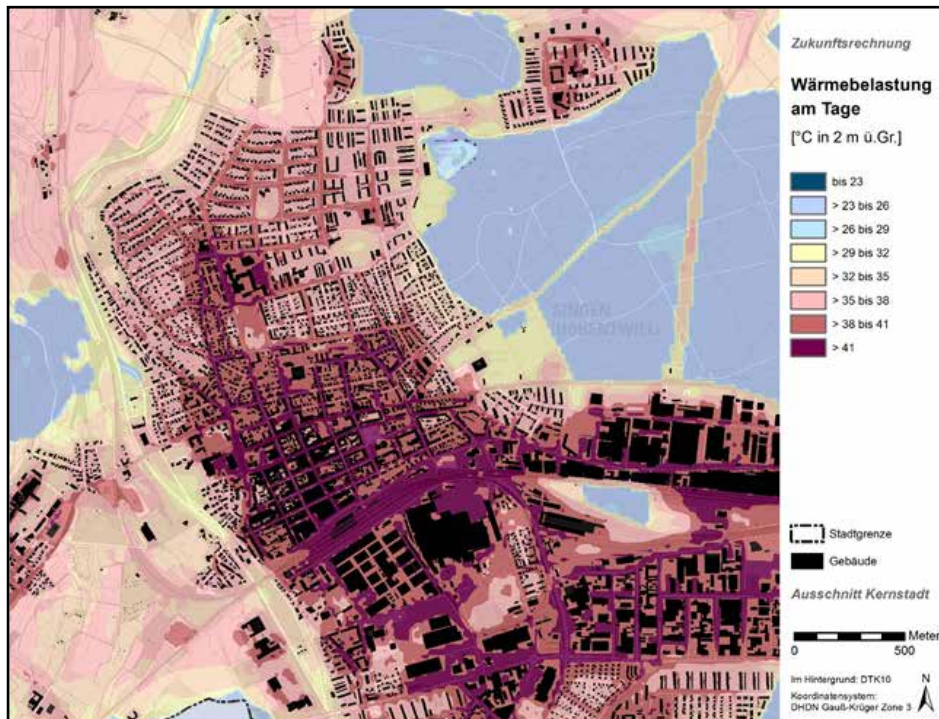 Zukunftsrechnung
Wärmebelastung
am Tage
[°C in 2 m ü.Gr.]
bis 23
> 23 bis 26
> 26 bis 29
> 29 bis 32
> 32 bis 35
> 35 bis 38
> 38 bis 41
> 41
SINGEN
(HOHENTWIEL)
Stadtgrenze
Gebäude
Ausschnitt Kernstadt
Meter
0 500
Im Hintergrund: DTK10
N
Koordinatensystem:
DHDN Gauß-Krüger Zone 3